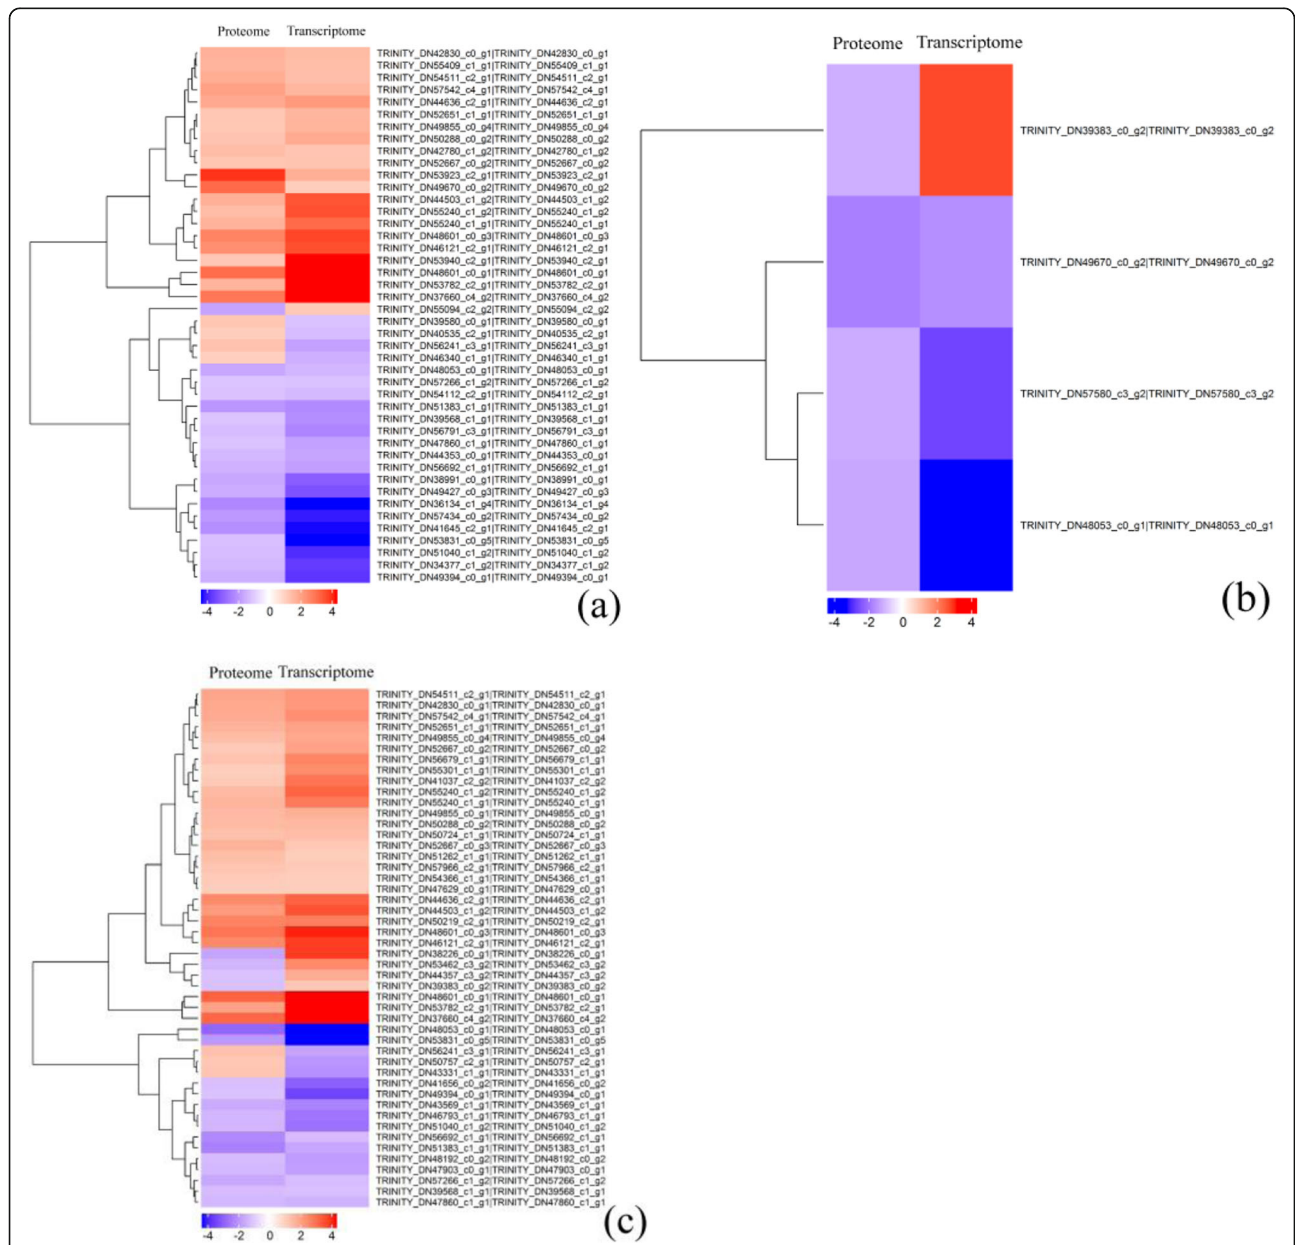 Proteome Transcriptome
TRINITY_DN42830_c0_g1|TRINITY_DN42830_c0_g1
TRINITY_DN55409_c1_g1|TRINITY_DN55409_c1_g1
TRINITY_DN54511_c2_g1|TRINITY_DN54511_c2_g1
TRINITY_DN57542_c4_g1|TRINITY_DN57542_c4_g1
TRINITY_DN44636_c2_g1|TRINITY_DN44636_c2_g1
TRINITY_DN52651_c1_g1|TRINITY_DN52651_c1_g1
TRINITY_DN49855_c0_g4|TRINITY_DN49855_c0_g4
TRINITY_DN50288_c0_g2|TRINITY_DN50288_c0_g2
TRINITY_DN42780_c1_g2|TRINITY_DN42780_c1_g2
TRINITY_DN52667_c0_g2|TRINITY_DN52667_c0_g2
TRINITY_DN53923_c2_g1|TRINITY_DN53923_c2_g1
TRINITY_DN49670_c0_g2|TRINITY_DN49670_c0_g2
TRINITY_DN44503_c1_g2|TRINITY_DN44503_c1_g2
TRINITY_DN55240_c1_g2|TRINITY_DN55240_c1_g2
TRINITY_DN55240_c1_g1|TRINITY_DN55240_c1_g1
TRINITY_DN48601_c0_g3|TRINITY_DN48601_c0_g3
TRINITY_DN46121_c2_g1|TRINITY_DN46121_c2_g1
TRINITY_DN53940_c2_g1|TRINITY_DN53940_c2_g1
TRINITY_DN48601_c0_g1|TRINITY_DN48601_c0_g1
TRINITY_DN53782_c2_g1|TRINITY_DN53782_c2_g1
TRINITY_DN37660_c4_g2|TRINITY_DN37660_c4_g2
TRINITY_DN55094_c2_g2|TRINITY_DN55094_c2_g2
TRINITY_DN39580_c0_g1|TRINITY_DN39580_c0_g1
TRINITY_DN40535_c2_g1|TRINITY_DN40535_c2_g1
TRINITY_DN56241_c3_g1|TRINITY_DN56241_c3_g1
TRINITY_DN46340_c1_g1|TRINITY_DN46340_c1_g1
TRINITY_DN48053_c0_g1|TRINITY_DN48053_c0_g1
TRINITY_DN57266_c1_g2|TRINITY_DN57266_c1_g2
TRINITY_DN54112_c2_g1|TRINITY_DN54112_c2_g1
TRINITY_DN51383_c1_g1|TRINITY_DN51383_c1_g1
TRINITY_DN39568_c1_g1|TRINITY_DN39568_c1_g1
TRINITY_DN56791_c3_g1|TRINITY_DN56791_c3_g1
TRINITY_DN47860_c1_g1|TRINITY_DN47860_c1_g1
TRINITY_DN44353_c0_g1|TRINITY_DN44353_c0_g1
TRINITY_DN56692_c1_g1|TRINITY_DN56692_c1_g1
TRINITY_DN38991_c0_g1|TRINITY_DN38991_c0_g1
TRINITY_DN49427_c0_g3|TRINITY_DN49427_c0_g3
TRINITY_DN36134_c1_g4|TRINITY_DN36134_c1_g4
TRINITY_DN57434_c0_g2|TRINITY_DN57434_c0_g2
TRINITY_DN41645_c2_g1|TRINITY_DN41645_c2_g1
TRINITY_DN53831_c0_g5|TRINITY_DN53831_c0_g5
TRINITY_DN51040_c1_g2|TRINITY_DN51040_c1_g2
TRINITY_DN34377_c1_g2|TRINITY_DN34377_c1_g2
TRINITY_DN49394_c0_g1|TRINITY_DN49394_c0_g1
-4 -2 0 2 4
(a)
Proteome Transcriptome
TRINITY_DN39383_c0_g2|TRINITY_DN39383_c0_g2
TRINITY_DN49670_c0_g2|TRINITY_DN49670_c0_g2
TRINITY_DN57580_c3_g2|TRINITY_DN57580_c3_g2
TRINITY_DN48053_c0_g1|TRINITY_DN48053_c0_g1
-4 -2 0 2 4
(b)
Proteome Transcriptome
TRINITY_DN54511_c2_g1|TRINITY_DN54511_c2_g1
TRINITY_DN42830_c0_g1|TRINITY_DN42830_c0_g1
TRINITY_DN57542_c4_g1|TRINITY_DN57542_c4_g1
TRINITY_DN52651_c1_g1|TRINITY_DN52651_c1_g1
TRINITY_DN49855_c0_g4|TRINITY_DN49855_c0_g4
TRINITY_DN52667_c0_g2|TRINITY_DN52667_c0_g2
TRINITY_DN56679_c1_g1|TRINITY_DN56679_c1_g1
TRINITY_DN55301_c1_g1|TRINITY_DN55301_c1_g1
TRINITY_DN41037_c2_g2|TRINITY_DN41037_c2_g2
TRINITY_DN55240_c1_g2|TRINITY_DN55240_c1_g2
TRINITY_DN55240_c1_g1|TRINITY_DN55240_c1_g1
TRINITY_DN49855_c0_g1|TRINITY_DN49855_c0_g1
TRINITY_DN50288_c0_g2|TRINITY_DN50288_c0_g2
TRINITY_DN50724_c1_g1|TRINITY_DN50724_c1_g1
TRINITY_DN52667_c0_g3|TRINITY_DN52667_c0_g3
TRINITY_DN51262_c1_g1|TRINITY_DN51262_c1_g1
TRINITY_DN57966_c2_g1|TRINITY_DN57966_c2_g1
TRINITY_DN54366_c1_g1|TRINITY_DN54366_c1_g1
TRINITY_DN47629_c0_g1|TRINITY_DN47629_c0_g1
TRINITY_DN44636_c2_g1|TRINITY_DN44636_c2_g1
TRINITY_DN44503_c1_g2|TRINITY_DN44503_c1_g2
TRINITY_DN50219_c2_g1|TRINITY_DN50219_c2_g1
TRINITY_DN48601_c0_g3|TRINITY_DN48601_c0_g3
TRINITY_DN46121_c2_g1|TRINITY_DN46121_c2_g1
TRINITY_DN38226_c0_g1|TRINITY_DN38226_c0_g1
TRINITY_DN53462_c3_g2|TRINITY_DN53462_c3_g2
TRINITY_DN44357_c3_g2|TRINITY_DN44357_c3_g2
TRINITY_DN39383_c0_g2|TRINITY_DN39383_c0_g2
TRINITY_DN48601_c0_g1|TRINITY_DN48601_c0_g1
TRINITY_DN53782_c2_g1|TRINITY_DN53782_c2_g1
TRINITY_DN37660_c4_g2|TRINITY_DN37660_c4_g2
TRINITY_DN48053_c0_g1|TRINITY_DN48053_c0_g1
TRINITY_DN53831_c0_g5|TRINITY_DN53831_c0_g5
TRINITY_DN56241_c3_g1|TRINITY_DN56241_c3_g1
TRINITY_DN50757_c2_g1|TRINITY_DN50757_c2_g1
TRINITY_DN43331_c1_g1|TRINITY_DN43331_c1_g1
TRINITY_DN41656_c0_g2|TRINITY_DN41656_c0_g2
TRINITY_DN49394_c0_g1|TRINITY_DN49394_c0_g1
TRINITY_DN43569_c1_g1|TRINITY_DN43569_c1_g1
TRINITY_DN46793_c1_g1|TRINITY_DN46793_c1_g1
TRINITY_DN51040_c1_g2|TRINITY_DN51040_c1_g2
TRINITY_DN56692_c1_g1|TRINITY_DN56692_c1_g1
TRINITY_DN51383_c1_g1|TRINITY_DN51383_c1_g1
TRINITY_DN48192_c0_g2|TRINITY_DN48192_c0_g2
TRINITY_DN47903_c0_g1|TRINITY_DN47903_c0_g1
TRINITY_DN57266_c1_g2|TRINITY_DN57266_c1_g2
TRINITY_DN39568_c1_g1|TRINITY_DN39568_c1_g1
TRINITY_DN47860_c1_g1|TRINITY_DN47860_c1_g1
-4 -2 0 2 4
(c)